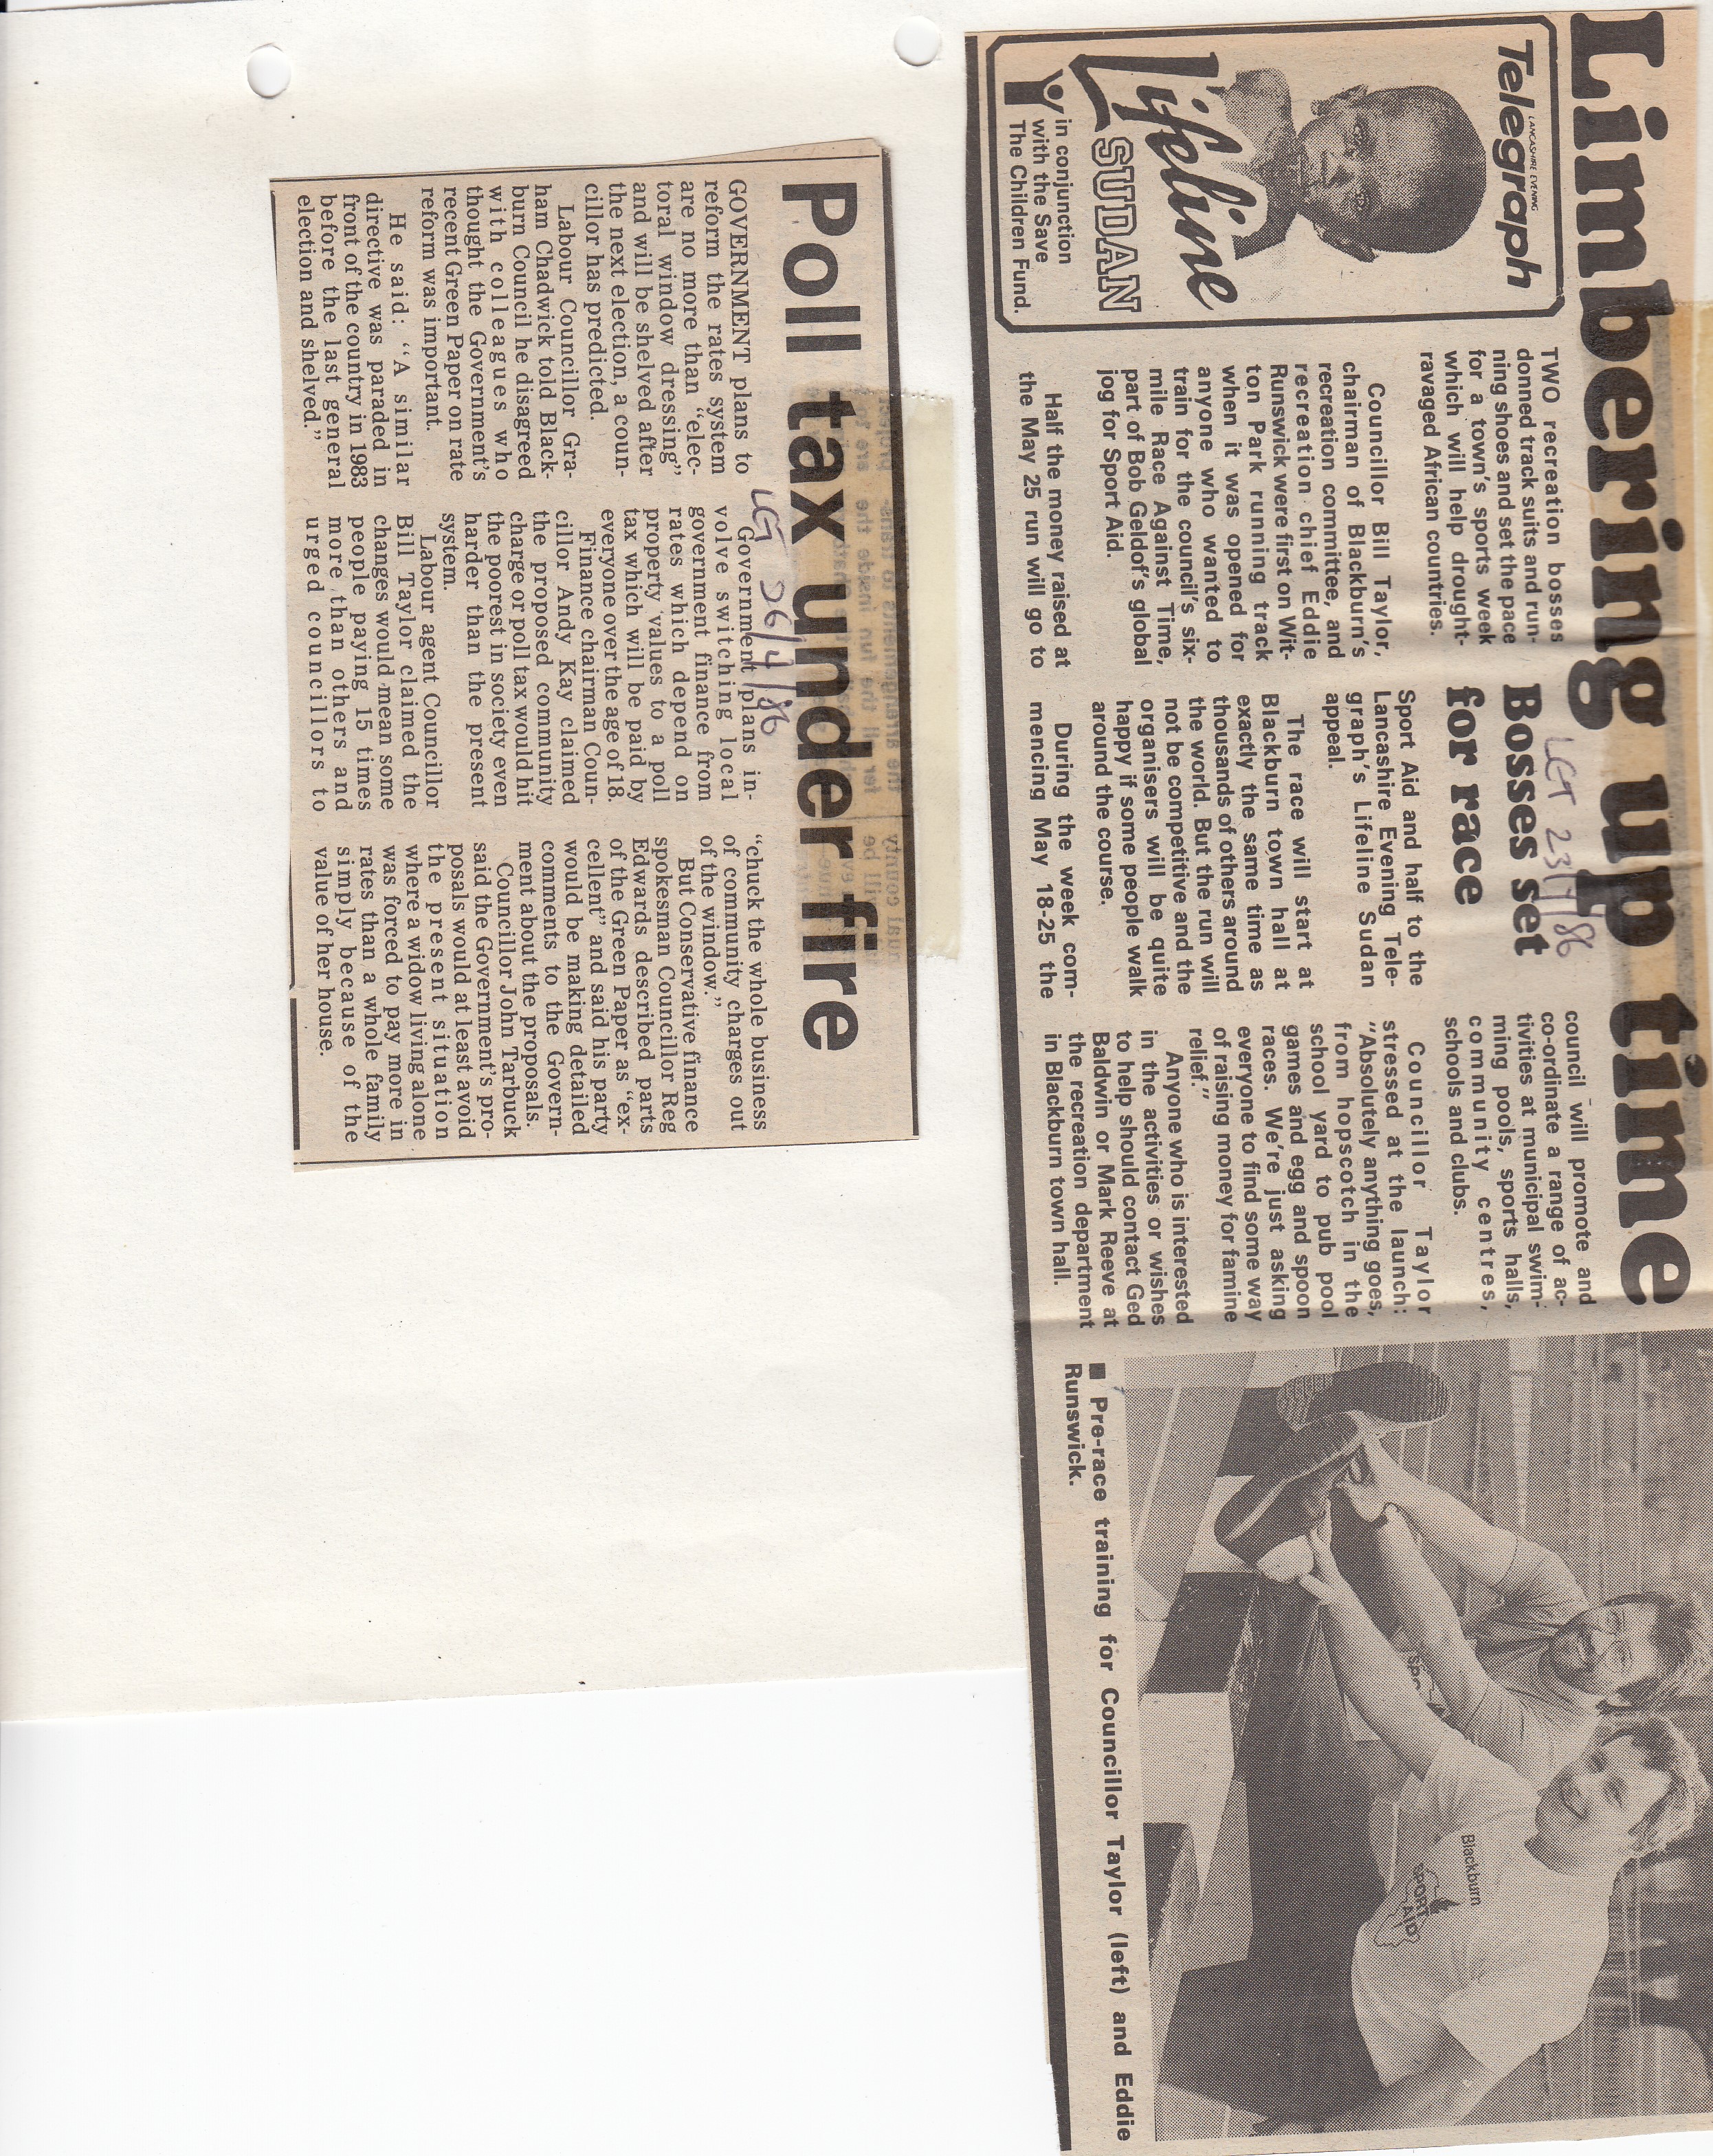 Limbering up time
LANCASHIRE EVENING
Telegraph
Lifeline
SUDAN
in conjunction
with the Save
The Children Fund.
LET 23/4/86
Bosses set
for race
TWO recreation bosses
donned track suits and run-
ning shoes and set the pace
for a town's sports week
which will help drought-
ravaged African countries.
Councillor Bill Taylor,
chairman of Blackburn's
recreation committee, and
recreation chief Eddie
Runswick were first on Wit-
ton Park running track
when it was opened for
anyone who wanted to
train for the council's six-
mile Race Against Time,
part of Bob Geldof's global
jog for Sport Aid.
Half the money raised at
the May 25 run will go to
Sport Aid and half to the
Lancashire Evening Tele-
graph's Lifeline Sudan
appeal.
The race will start at
Blackburn town hall at
exactly the same time as
thousands of others around
the world. But the run will
not be competitive and the
organisers will be quite
happy if some people walk
around the course.
During the week com-
mencing May 18-25 the
council will promote and
co-ordinate a range of ac-
tivities at municipal swim-
ming pools, sports halls,
community centres,
schools and clubs.
Councillor Taylor
stressed at the launch:
"Absolutely anything goes,
from hopscotch in the
school yard to pub pool
games and egg and spoon
races. We're just asking
everyone to find some way
of raising money for famine
relief."
Anyone who is interested
in the activities or wishes
to help should contact Ged
Baldwin or Mark Reeve at
the recreation department
in Blackburn town hall.
Blackburn
SPORT
AID
■ Pre-race training for Councillor Taylor (left) and Eddie
Runswick.
Poll tax under fire
LET 26/4/86
GOVERNMENT plans to
reform the rates system
are no more than "elec-
toral window dressing"
and will be shelved after
the next election, a coun-
cillor has predicted.
Labour Councillor Gra-
ham Chadwick told Black-
burn Council he disagreed
with colleagues who
thought the Government's
recent Green Paper on rate
reform was important.
He said: "A similar
directive was paraded in
front of the country in 1983
before the last general
election and shelved."
Government plans in-
volve switching local
government finance from
rates which depend on
property values to a poll
tax which will be paid by
everyone over the age of 18.
Finance chairman Coun-
cillor Andy Kay claimed
the proposed community
charge or poll tax would hit
the poorest in society even
harder than the present
system.
Labour agent Councillor
Bill Taylor claimed the
changes would mean some
people paying 15 times
more than others and
urged councillors to
"chuck the whole business
of community charges out
of the window."
But Conservative finance
spokesman Councillor Reg
Edwards described parts
of the Green Paper as "ex-
cellent" and said his party
would be making detailed
comments to the Govern-
ment about the proposals.
Councillor John Tarbuck
said the Government's pro-
posals would at least avoid
the present situation
where a widow living alone
was forced to pay more in
rates than a whole family
simply because of the
value of her house.